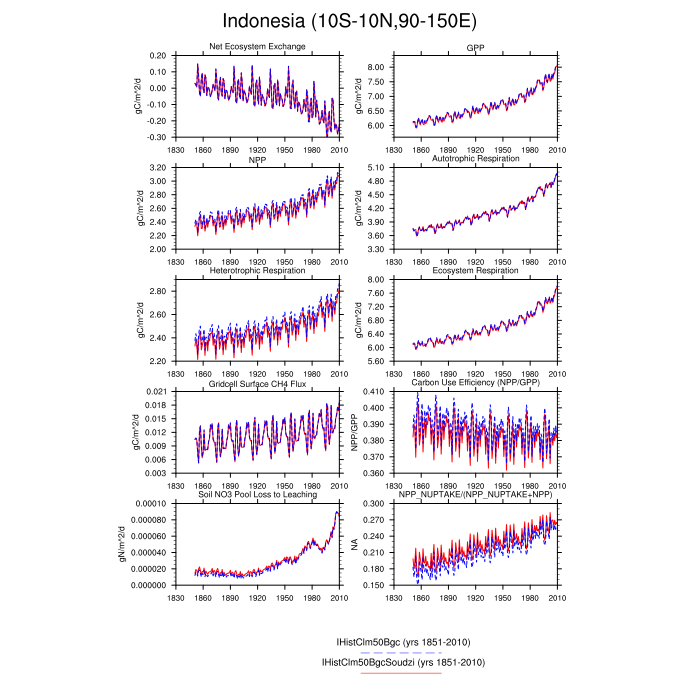 Indonesia (10S-10N,90-150E)
Net Ecosystem Exchange
GPP
gC/m^2/d
0.20
0.10
0.00
-0.10
-0.20
-0.30
1830 1860 1890 1920 1950 1980 2010
gC/m^2/d
8.00
7.50
7.00
6.50
6.00
1830 1860 1890 1920 1950 1980 2010
NPP
Autotrophic Respiration
gC/m^2/d
3.20
3.00
2.80
2.60
2.40
2.20
2.00
1830 1860 1890 1920 1950 1980 2010
gC/m^2/d
5.10
4.80
4.50
4.20
3.90
3.60
3.30
1830 1860 1890 1920 1950 1980 2010
Heterotrophic Respiration
Ecosystem Respiration
gC/m^2/d
2.80
2.60
2.40
2.20
1830 1860 1890 1920 1950 1980 2010
gC/m^2/d
8.00
7.60
7.20
6.80
6.40
6.00
5.60
1830 1860 1890 1920 1950 1980 2010
Gridcell Surface CH4 Flux
Carbon Use Efficiency (NPP/GPP)
gC/m^2/d
0.021
0.018
0.015
0.012
0.009
0.006
0.003
1830 1860 1890 1920 1950 1980 2010
NPP/GPP
0.410
0.400
0.390
0.380
0.370
0.360
1830 1860 1890 1920 1950 1980 2010
Soil NO3 Pool Loss to Leaching
NPP_NUPTAKE/(NPP_NUPTAKE+NPP)
gN/m^2/d
0.00010
0.000080
0.000060
0.000040
0.000020
0.000000
1830 1860 1890 1920 1950 1980 2010
NA
0.300
0.270
0.240
0.210
0.180
0.150
1830 1860 1890 1920 1950 1980 2010
IHistClm50Bgc (yrs 1851-2010)
IHistClm50BgcSoudzi (yrs 1851-2010)